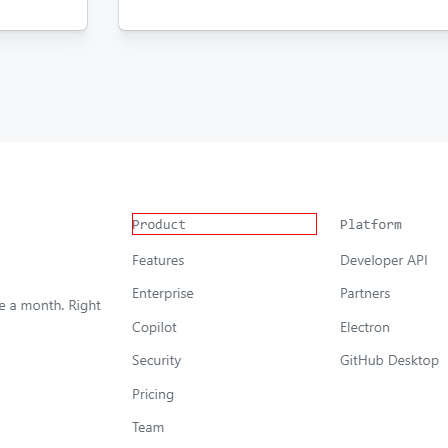 Product
Platform
Features
Developer API
Enterprise
Partners
e a month. Right
Copilot
Electron
Security
GitHub Desktop
Pricing
Team